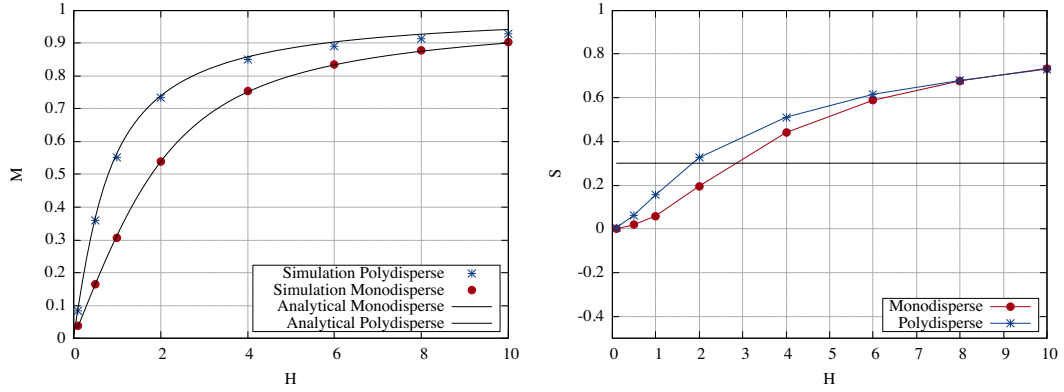 1
0.9
0.8
0.7
0.6
0.5
0.4
0.3
0.2
0.1
0
M
0 2 4 6 8 10
H
Simulation Polydisperse
Simulation Monodisperse
Analytical Monodisperse
Analytical Polydisperse
1
0.8
0.6
0.4
0.2
0
-0.2
-0.4
S
0 1 2 3 4 5 6 7 8 9 10
H
Monodisperse
Polydisperse